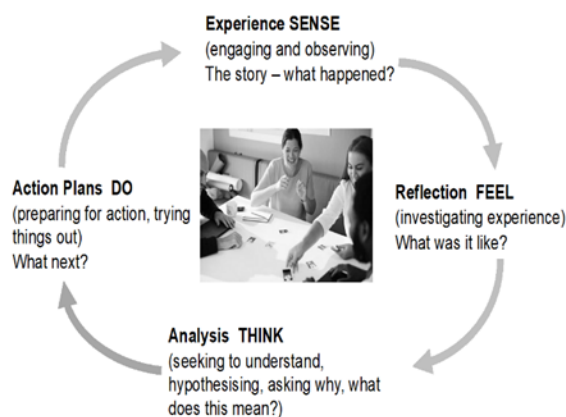 Experience SENSE
(engaging and observing)
The story – what happened?
Reflection FEEL
(investigating experience)
What was it like?
Analysis THINK
(seeking to understand,
hypothesising, asking why, what
does this mean?)
Action Plans DO
(preparing for action, trying
things out)
What next?